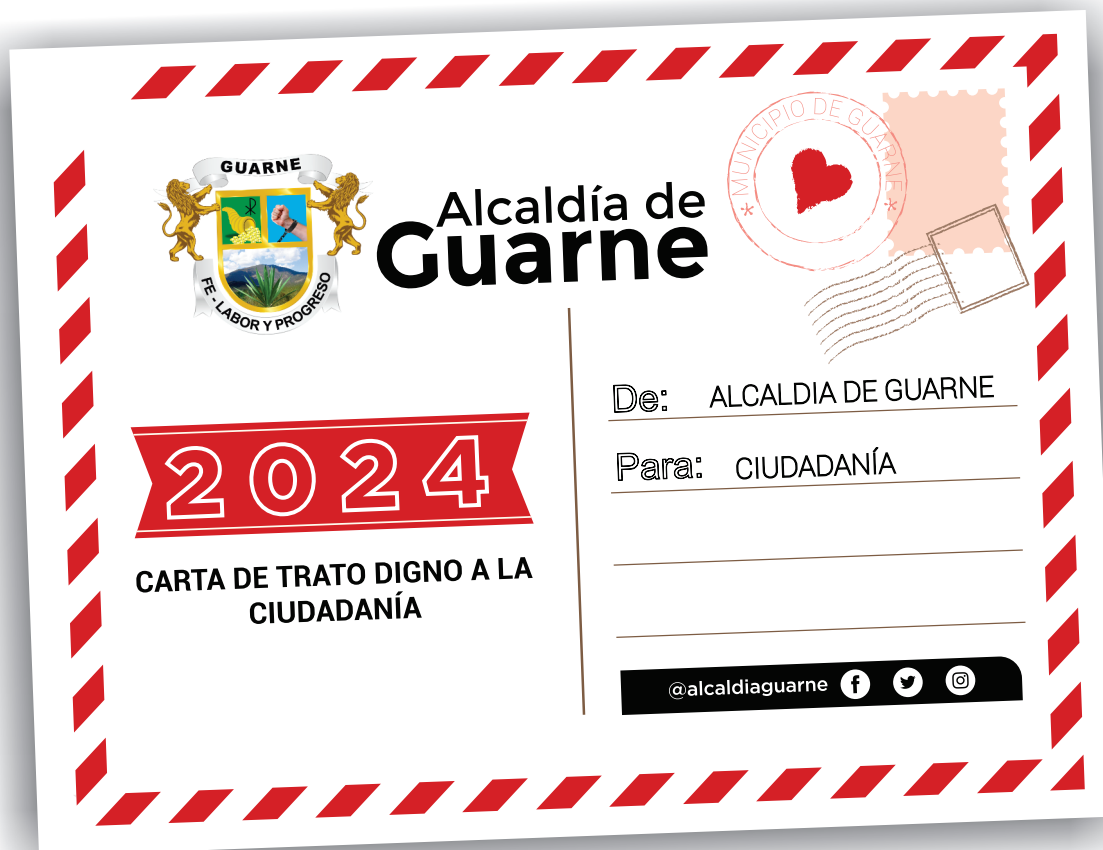 GUARNE
FE - LABOR Y PROGRESO
Alcaldía de
Guarne
* MUNICIPIO DE GUARNE *
2024
CARTA DE TRATO DIGNO A LA
CIUDADANÍA
De: ALCALDIA DE GUARNE
Para: CIUDADANÍA
@alcaldiaguarne